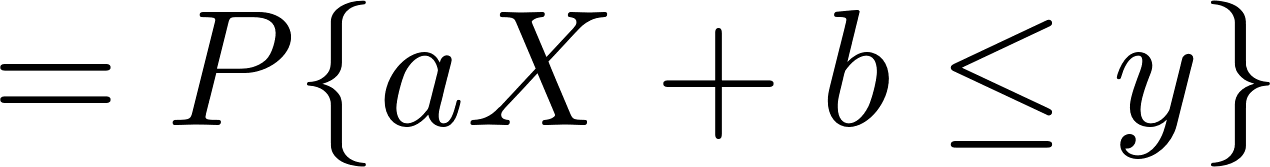 = P{aX + b ≤ y}